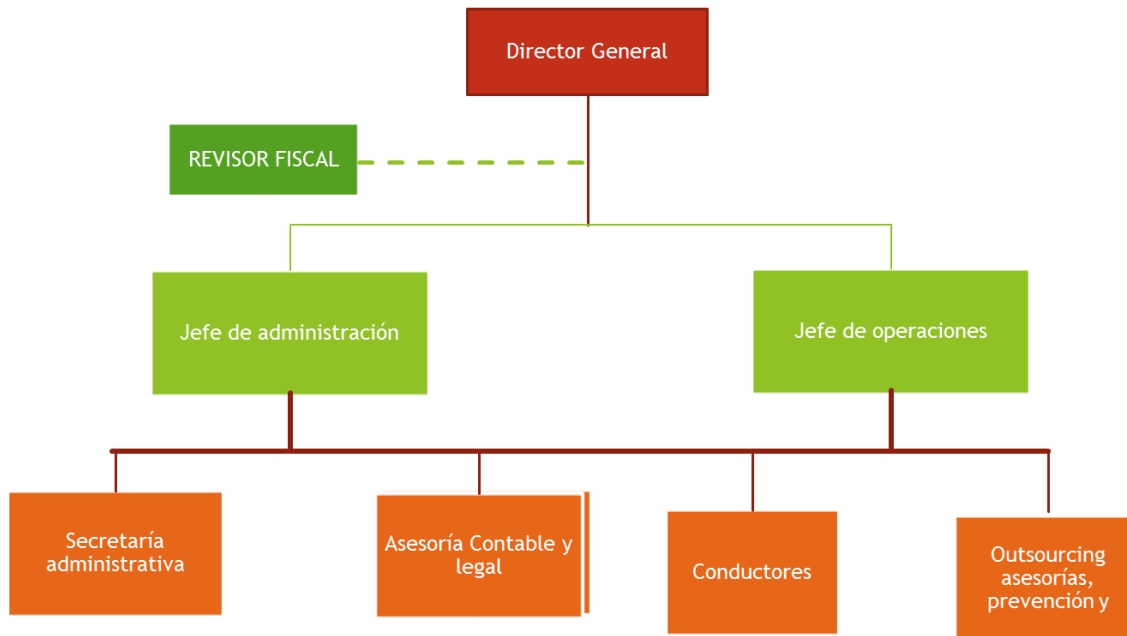 Director General
REVISOR FISCAL
Jefe de administración
Jefe de operaciones
Secretaría
administrativa
Asesoría Contable y
legal
Conductores
Outsourcing
asesorías,
prevención y